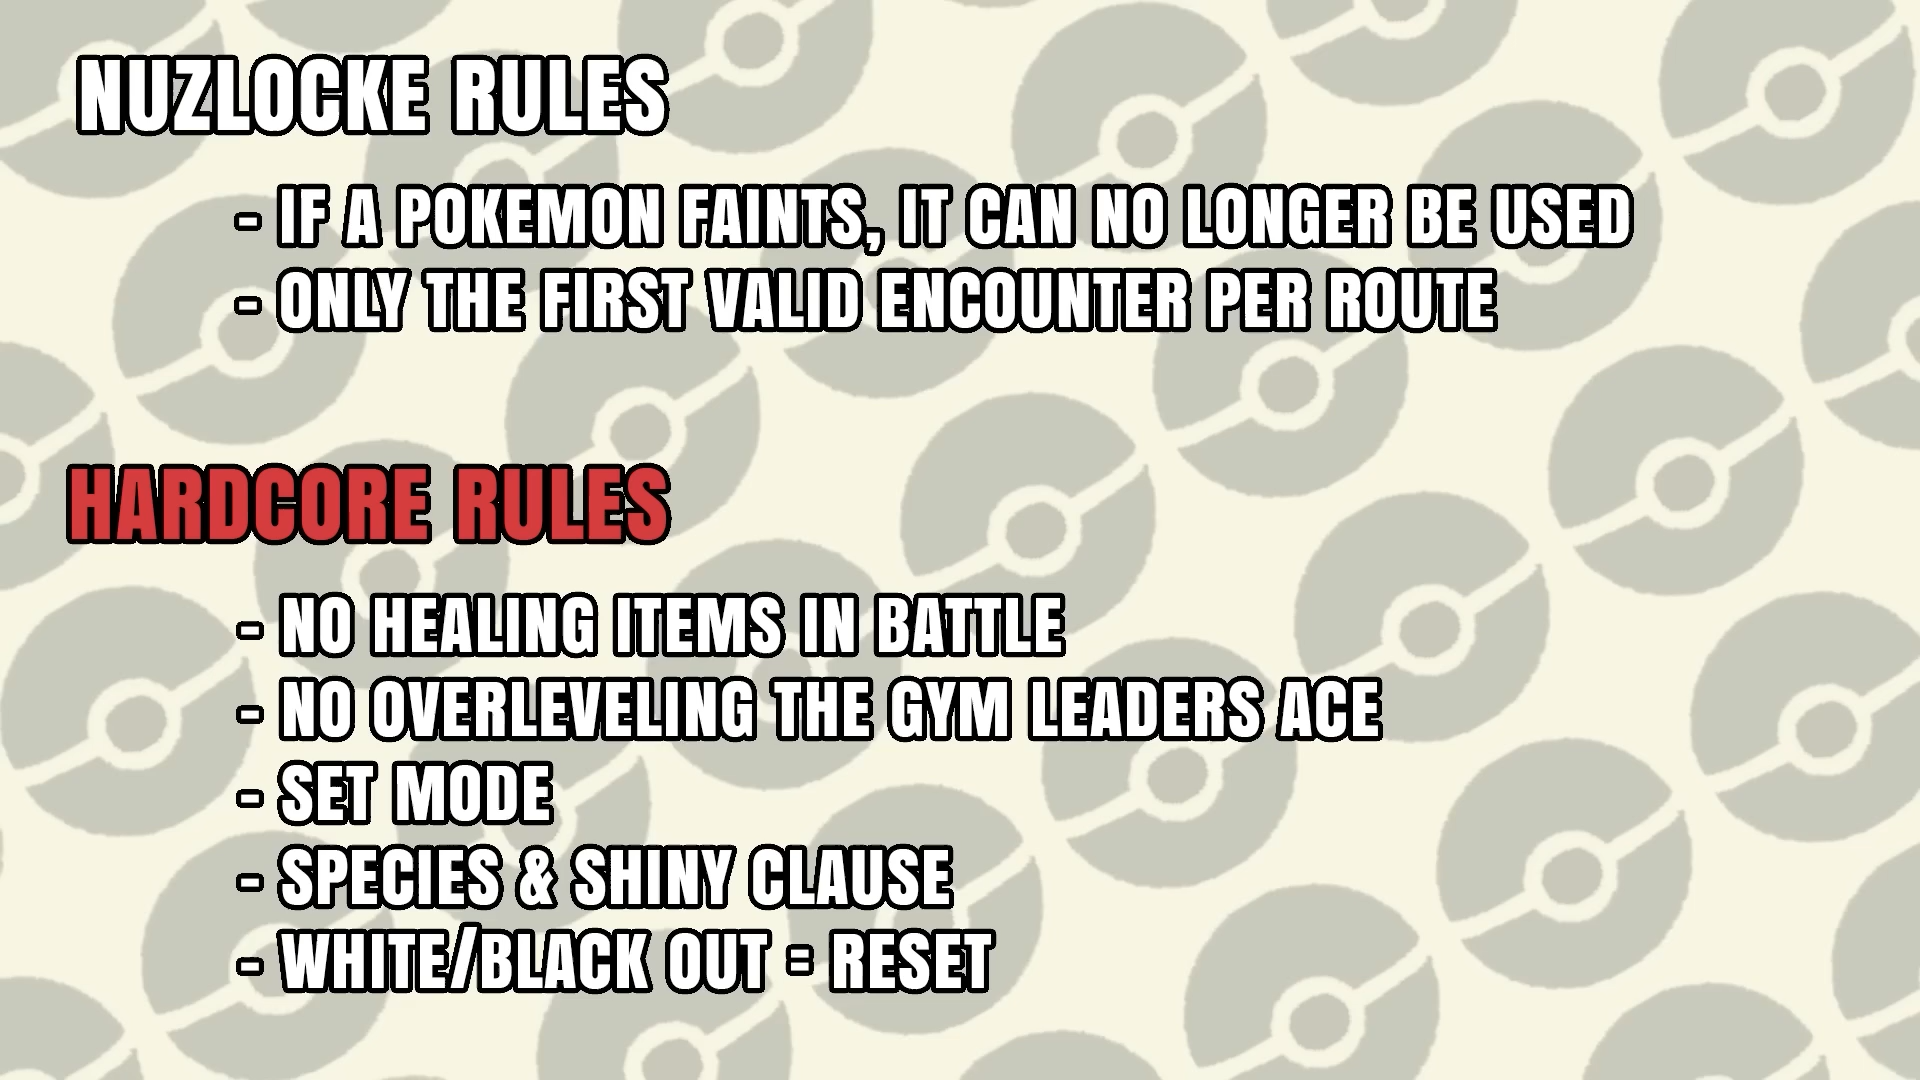 NUZLOCKE RULES
- IF A POKEMON FAINTS, IT CAN NO LONGER BE USED
- ONLY THE FIRST VALID ENCOUNTER PER ROUTE
HARDCORE RULES
- NO HEALING ITEMS IN BATTLE
- NO OVERLEVELING THE GYM LEADERS ACE
- SET MODE
- SPECIES & SHINY CLAUSE
- WHITE/BLACK OUT = RESET